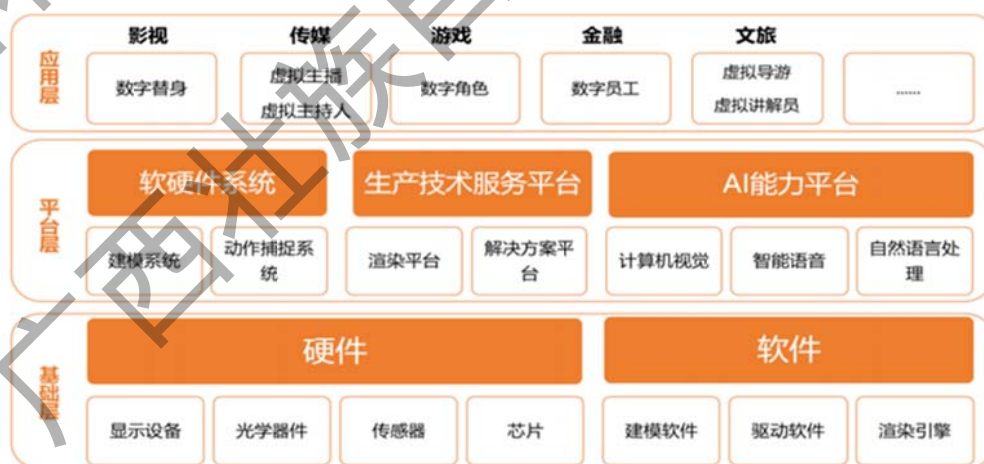 影视 传媒 游戏 金融 文旅
应用层
数字替身
虚拟主播
虚拟主持人
数字角色
数字员工
虚拟导游
虚拟讲解员
......
平台层
软硬件系统
生产技术服务平台
AI能力平台
建模系统
动作捕捉系
统
渲染平台
解决方案平
台
计算机视觉
智能语音
自然语言处
理
基础层
硬件
软件
显示设备
光学器件
传感器
芯片
建模软件
驱动软件
渲染引擎
广西壮族自